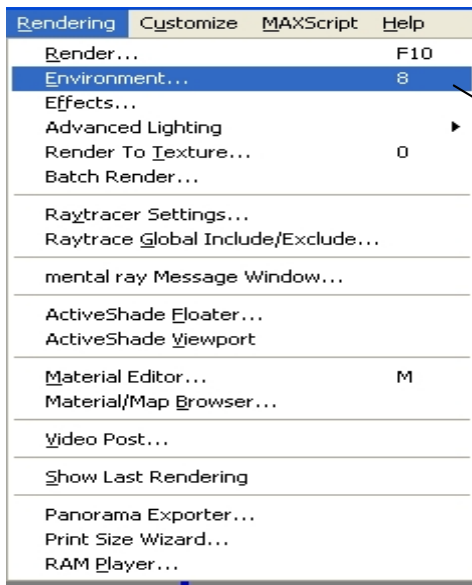 Rendering Customize MAXScript Help
Render... F10
Environment... 8
Effects...
Advanced Lighting
Render To Texture... 0
Batch Render...
Raytracer Settings...
Raytrace Global Include/Exclude...
mental ray Message Window...
ActiveShade Floater...
ActiveShade Viewport
Material Editor... M
Material/Map Browser...
Video Post...
Show Last Rendering
Panorama Exporter...
Print Size Wizard...
RAM Player...